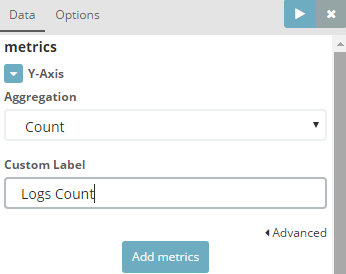 Data Options
metrics
Y-Axis
Aggregation
Count
Custom Label
Logs Count
Advanced
Add metrics